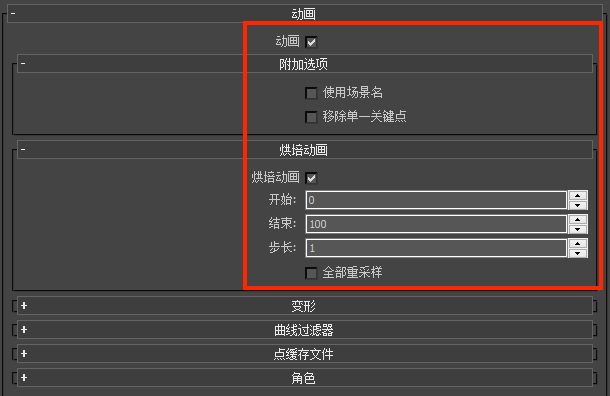 - 动画
动画
- 附加选项
使用场景名
移除单一关键点
- 烘培动画
烘培动画
开始: 0
结束: 100
步长: 1
全部重采样
+ 变形
+ 曲线过滤器
+ 点缓存文件
+ 角色